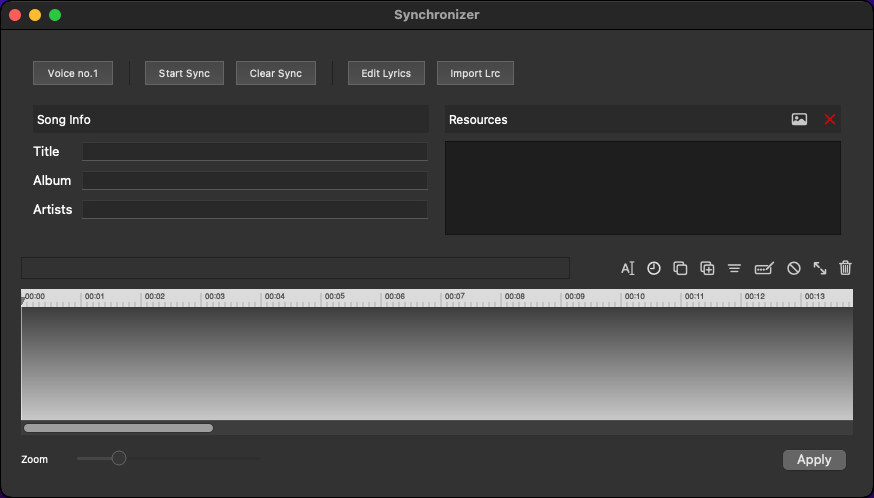 Synchronizer
Voice no.1 Start Sync Clear Sync Edit Lyrics Import Lrc
Song Info
Resources
Title
Album
Artists
00:00 00:01 00:02 00:03 00:04 00:05 00:06 00:07 00:08 00:09 00:10 00:11 00:12 00:13
Zoom
Apply